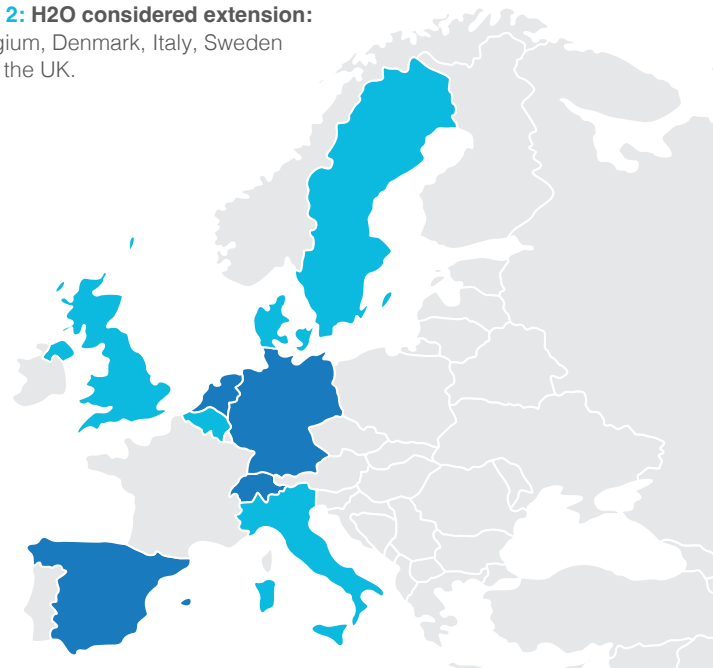 2: H2O considered extension:
gium, Denmark, Italy, Sweden
the UK.